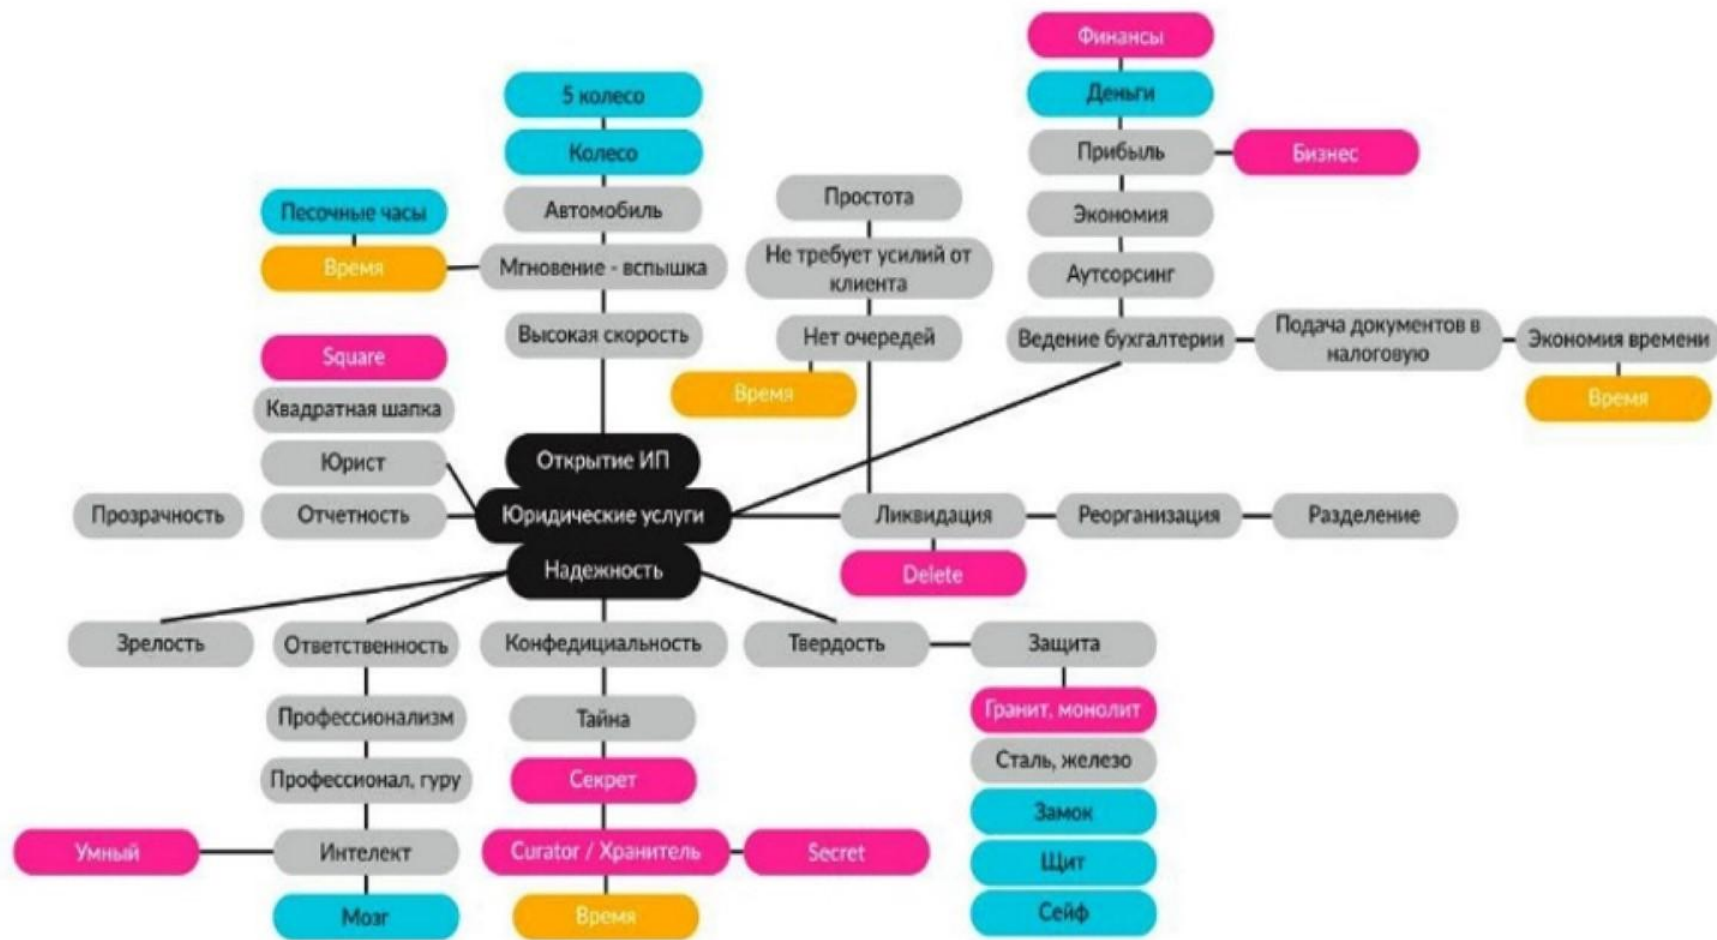 Финансы
5 колесо
Деньги
Колесо
Прибыль
Бизнес
Песочные часы
Автомобиль
Простота
Экономия
Время
Мгновение - вспышка
Не требует усилий от
клиента
Аутсорсинг
Высокая скорость
Нет очередей
Ведение бухгалтерии
Подача документов в
налоговую
Экономия времени
Square
Время
Время
Квадратная шапка
Юрист
Открытие ИП
Прозрачность
Отчетность
Юридические услуги
Ликвидация
Реорганизация
Разделение
Надежность
Delete
Зрелость
Ответственность
Конфедициальность
Твердость
Защита
Профессионализм
Тайна
Гранит, монолит
Профессионал, гуру
Секрет
Сталь, железо
Замок
Умный
Интелект
Curator / Хранитель
Secret
Щит
Мозг
Время
Сейф